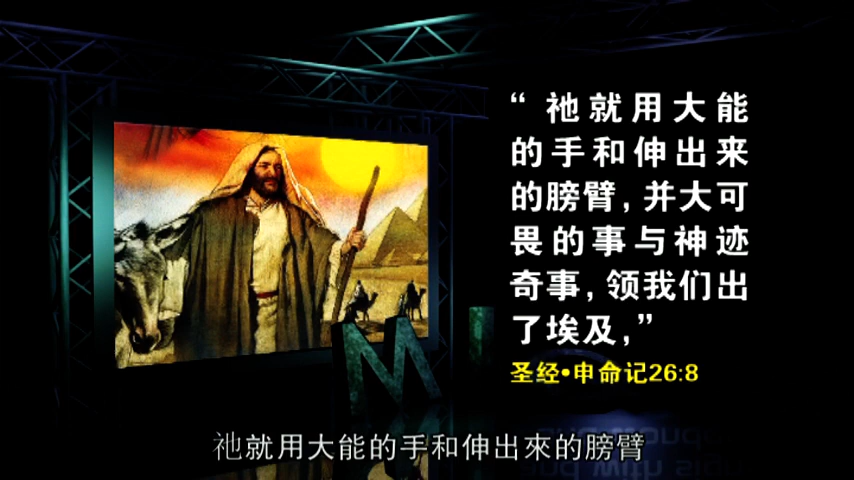 “祂就用大能
的手和伸出来
的膀臂，并大可
畏的事与神迹
奇事，领我们出
了埃及，”
圣经•申命记26:8
M
祂就用大能的手和伸出來的膀臂